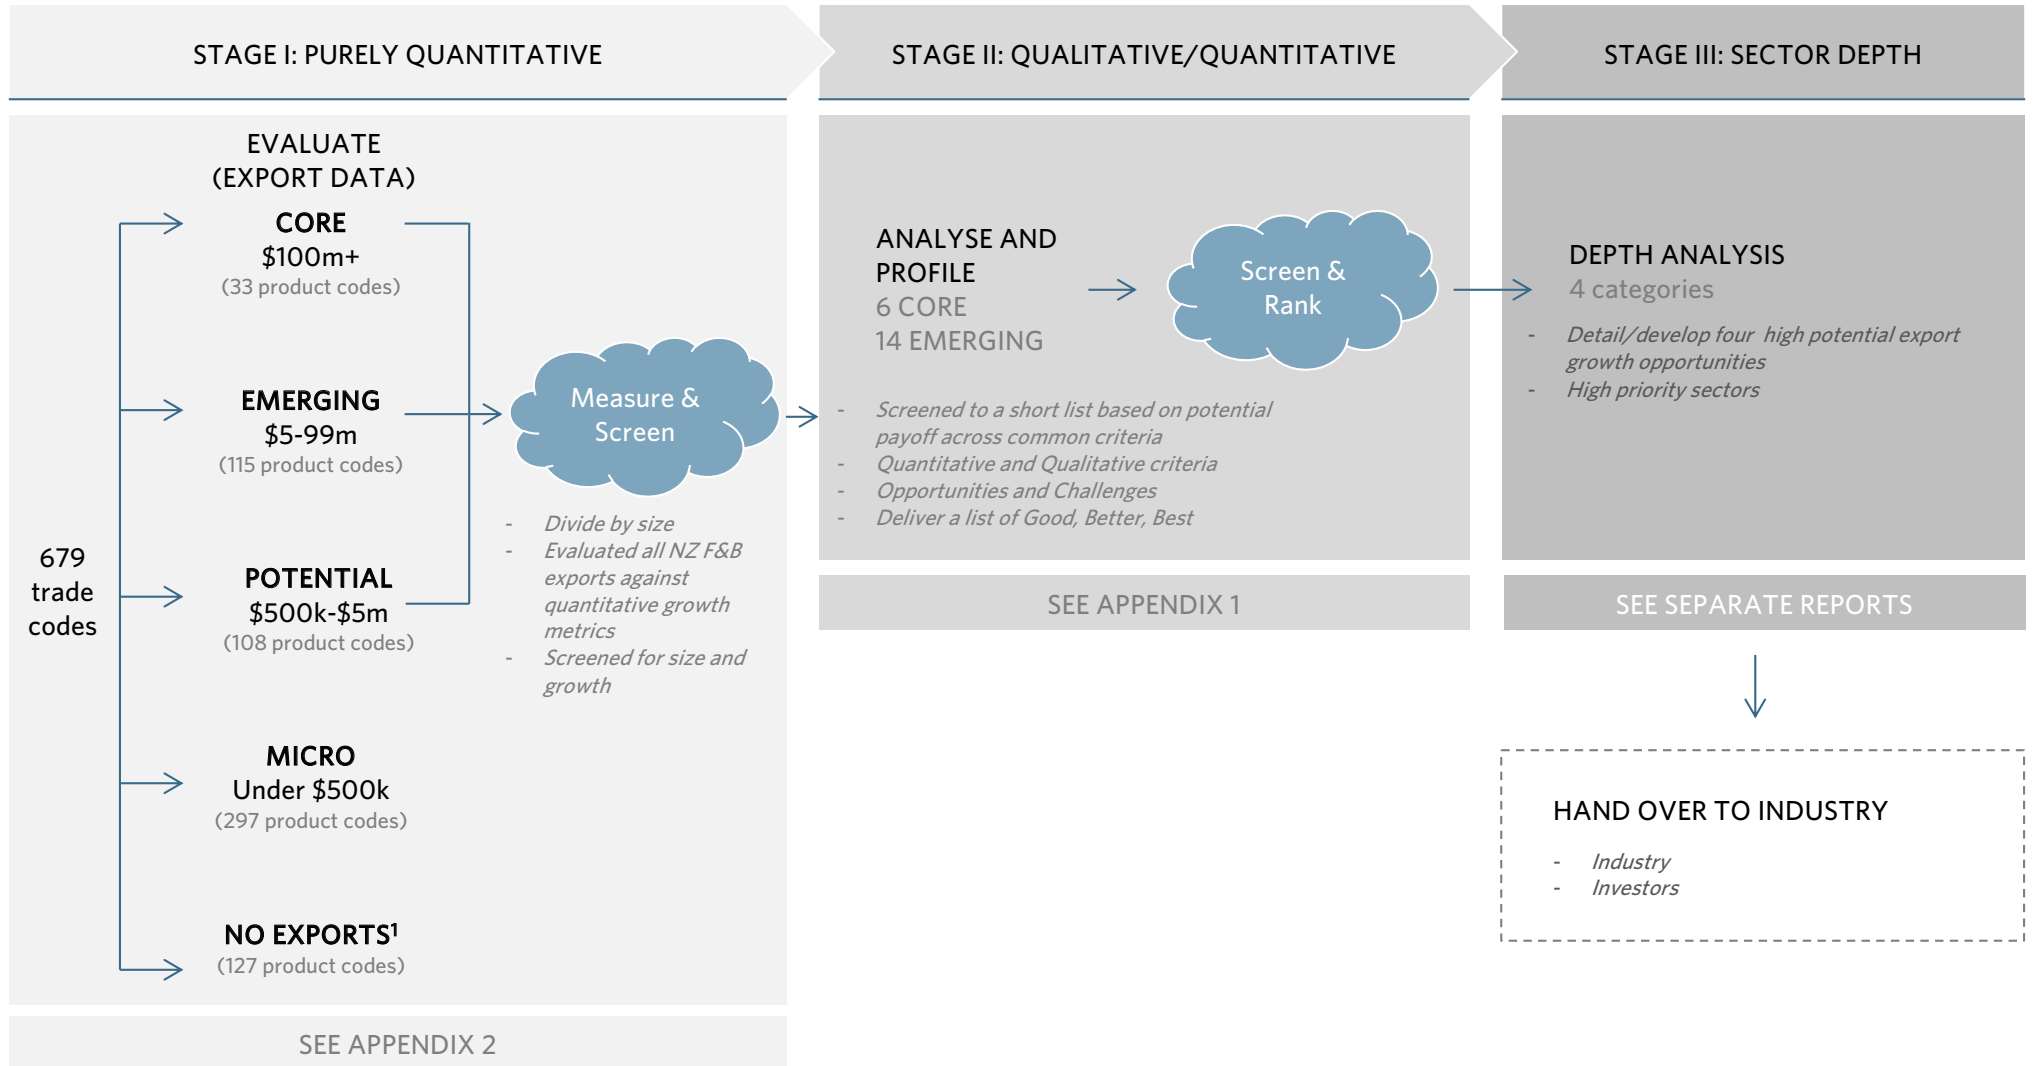 STAGE I: PURELY QUANTITATIVE
STAGE II: QUALITATIVE/QUANTITATIVE
STAGE III: SECTOR DEPTH
EVALUATE
(EXPORT DATA)
CORE
$100m+
(33 product codes)
EMERGING
$5-99m
(115 product codes)
POTENTIAL
$500k-$5m
(108 product codes)
MICRO
Under $500k
(297 product codes)
NO EXPORTS¹
(127 product codes)
679
trade
codes
Measure &
Screen
- Divide by size
- Evaluated all NZ F&B
exports against
quantitative growth
metrics
- Screened for size and
growth
SEE APPENDIX 2
ANALYSE AND
PROFILE
6 CORE
14 EMERGING
Screen &
Rank
- Screened to a short list based on potential
payoff across common criteria
- Quantitative and Qualitative criteria
- Opportunities and Challenges
- Deliver a list of Good, Better, Best
SEE APPENDIX 1
DEPTH ANALYSIS
4 categories
- Detail/develop four high potential export
growth opportunities
- High priority sectors
SEE SEPARATE REPORTS
HAND OVER TO INDUSTRY
- Industry
- Investors